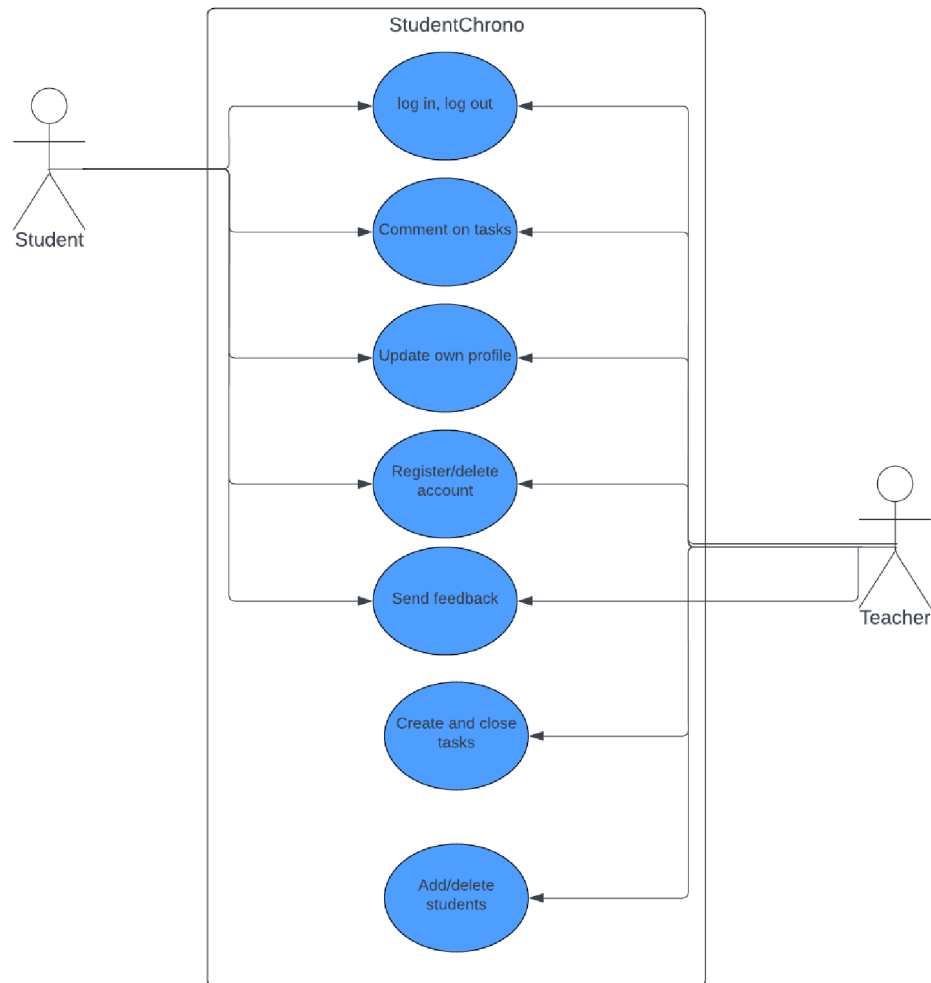 StudentChrono
log in, log out
Student
Comment on tasks
Update own profile
Register/delete
account
Send feedback
Teacher
Create and close
tasks
Add/delete
students